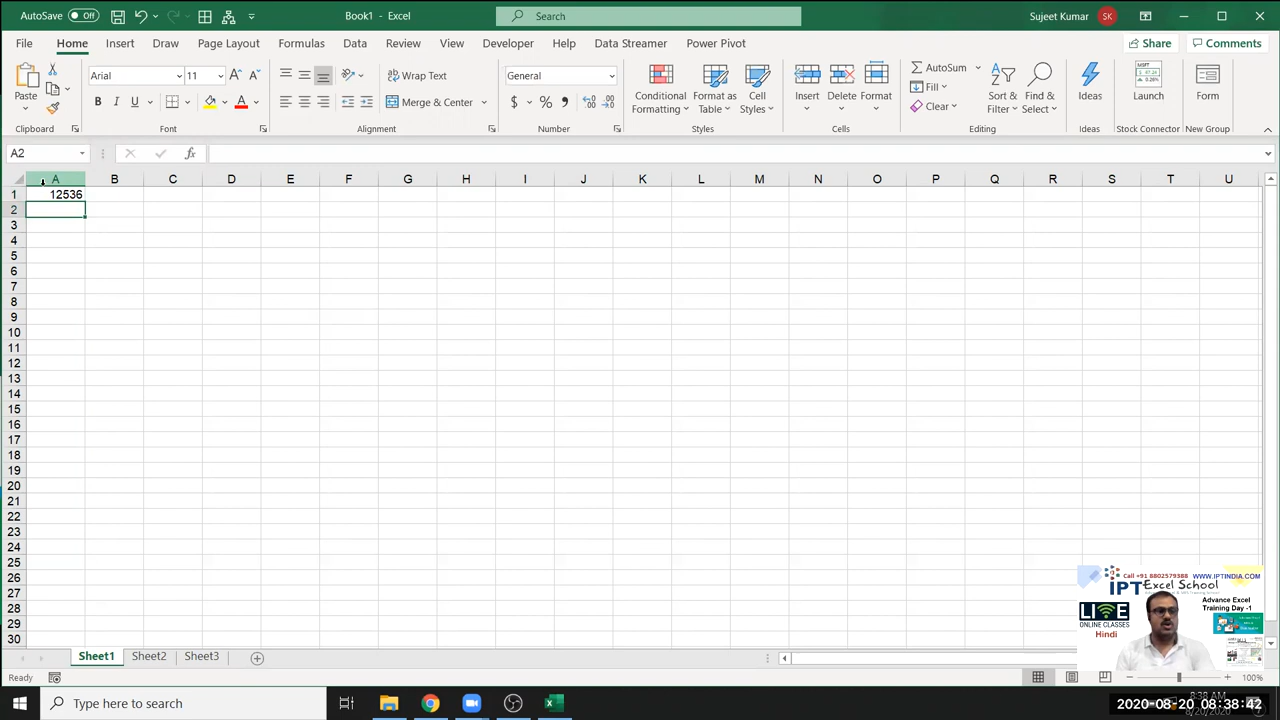 AutoSave Off Book1 - Excel Search Sujeet Kumar SK
File Home Insert Draw Page Layout Formulas Data Review View Developer Help Data Streamer Power Pivot Share Comments
Paste Arial 11 Wrap Text General Conditional Formatting Format as Table Cell Styles Insert Delete Format AutoSum Sort & Filter Find & Select Ideas Launch Form
B I U Merge & Center $ % Fill
Clear
Clipboard Font Alignment Number Styles Cells Editing Ideas Stock Connector New Group
A2 fx
A B C D E F G H I J K L M N O P Q R S T U
1 12536
2
3
4
5
6
7
8
9
10
11
12
13
14
15
16
17
18
19
20
21
22
23
24
25
26
27
28
29
30
Call +91 8802579388 WWW.IPTINDIA.COM
IPT Excel School
LIVE
ONLINE CLASSES
Hindi
Advance Excel
Training Day -1
Sheet1 Sheet2 Sheet3
Ready 100%
Type here to search
2020-08-20 08:38:42